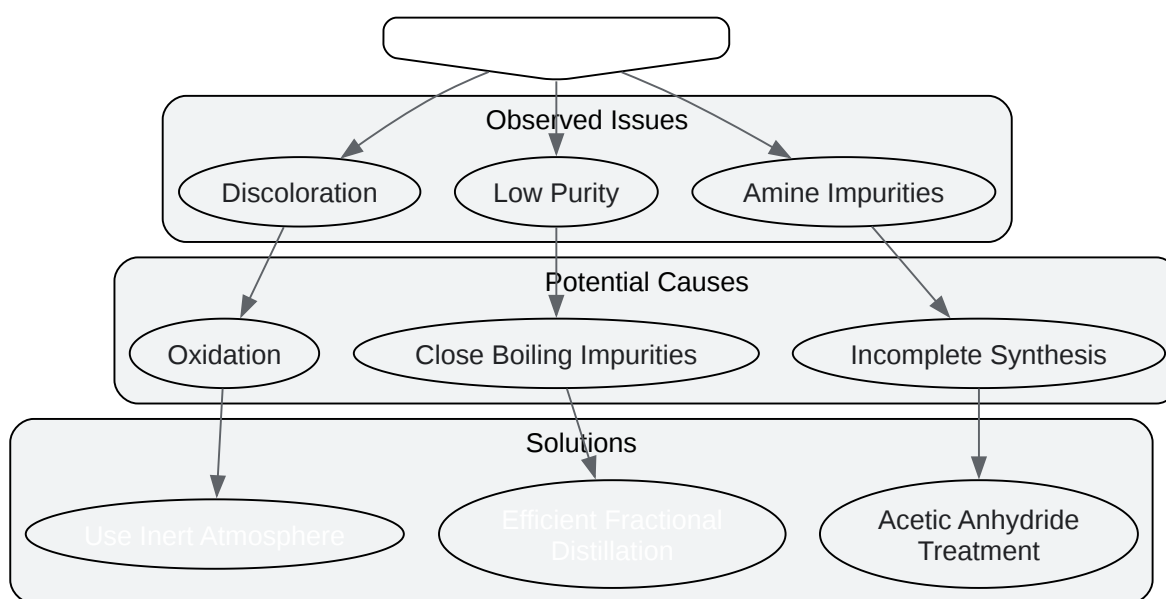 Observed Issues
Discoloration
Low Purity
Amine Impurities
Potential Causes
Oxidation
Close Boiling Impurities
Incomplete Synthesis
Solutions
Use Inert Atmosphere
Efficient Fractional
Distillation
Acetic Anhydride
Treatment